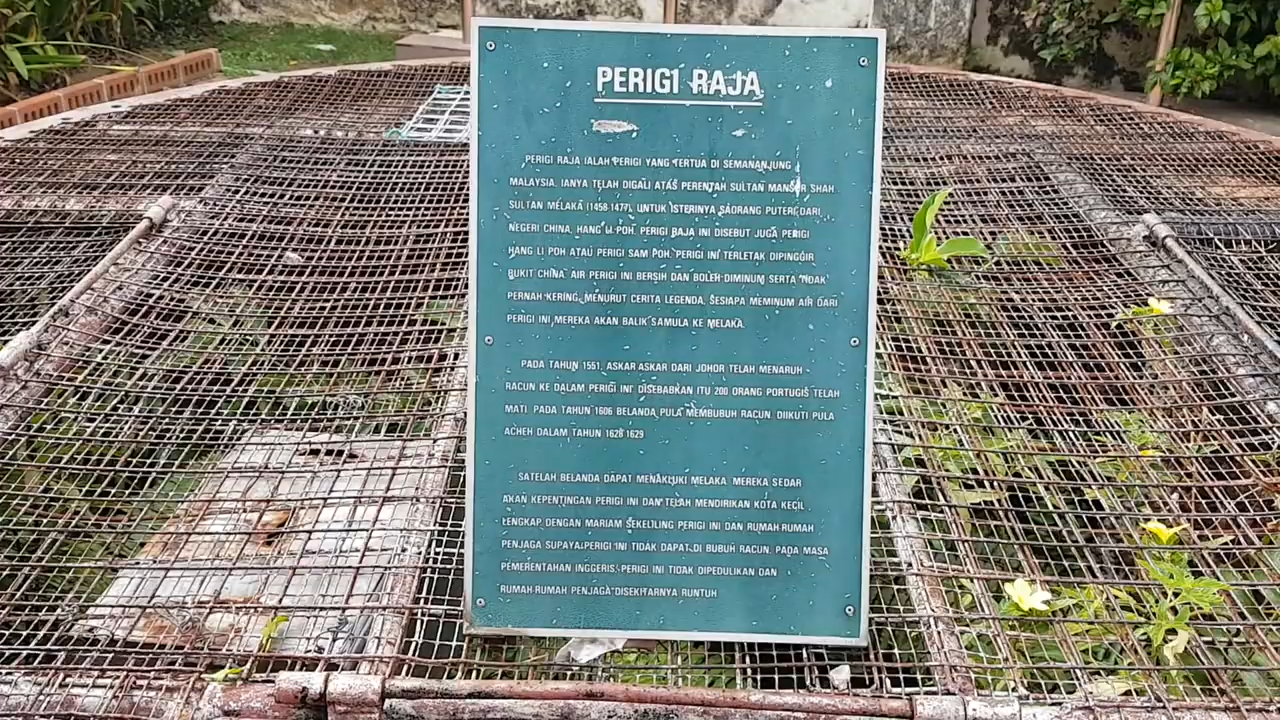 PERIGI RAJA
PERIGI RAJA IALAH PERIGI YANG TERTUA DI SEMANANJUNG
MALAYSIA. IANYA TELAH DIGALI ATAS PERENTAH SULTAN MANSUR SHAH
SULTAN MELAKA (1458-1477). UNTUK ISTERINYA SAORANG PUTERI DARI
NEGERI CHINA, HANG LI POH. PERIGI RAJA INI DISEBUT JUGA PERIGI
HANG LI POH ATAU PERIGI SAM POH. PERIGI INI TERLETAK DIPINGGIR
BUKIT CHINA. AIR PERIGI INI BERSIH DAN BOLEH DIMINUM SERTA TIDAK
PERNAH KERING. MENURUT CERITA LEGENDA, SESIAPA MEMINUM AIR DARI
PERIGI INI MEREKA AKAN BALIK SAMULA KE MELAKA.
PADA TAHUN 1551, ASKAR-ASKAR DARI JOHOR TELAH MENARUH
RACUN KE DALAM PERIGI INI DISEBABKAN ITU 200 ORANG PORTUGIS TELAH
MATI. PADA TAHUN 1606 BELANDA PULA MEMBUBUH RACUN. DIIKUTI PULA
ACHEH DALAM TAHUN 1628-1629
SATELAH BELANDA DAPAT MENAKLUKI MELAKA, MEREKA SEDAR
AKAN KEPENTINGAN PERIGI INI DAN TELAH MENDIRIKAN KOTA KECIL
LENGKAP DENGAN MARIAM SEKELILING PERIGI INI DAN RUMAH-RUMAH
PENJAGA SUPAYA PERIGI INI TIDAK DAPAT DI BUBUH RACUN. PADA MASA
PEMERENTAHAN INGGERIS, PERIGI INI TIDAK DIPEDULIKAN DAN
RUMAH-RUMAH PENJAGA DISEKITARNYA RUNTUH